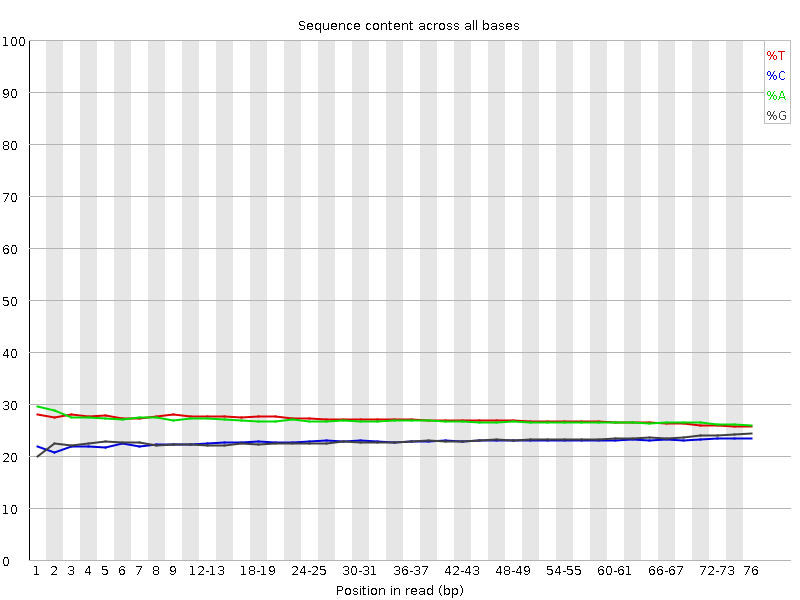 Sequence content across all bases
100
90
80
70
60
50
40
30
20
10
0
%T
%C
%A
%G
1 2 3 4 5 6 7 8 9 12-13 18-19 24-25 30-31 36-37 42-43 48-49 54-55 60-61 66-67 72-73 76
Position in read (bp)